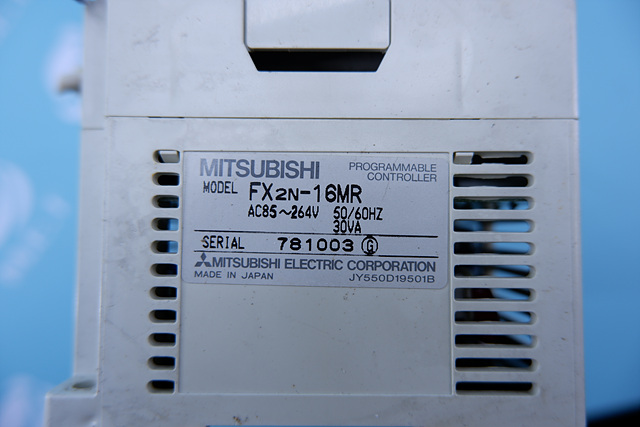 MITSUBISHI PROGRAMMABLE
CONTROLLER
MODEL FX2N-16MR
AC85~264V 50/60HZ
30VA
SERIAL 781003 Ⓖ
MITSUBISHI ELECTRIC CORPORATION
MADE IN JAPAN JY550D19501B